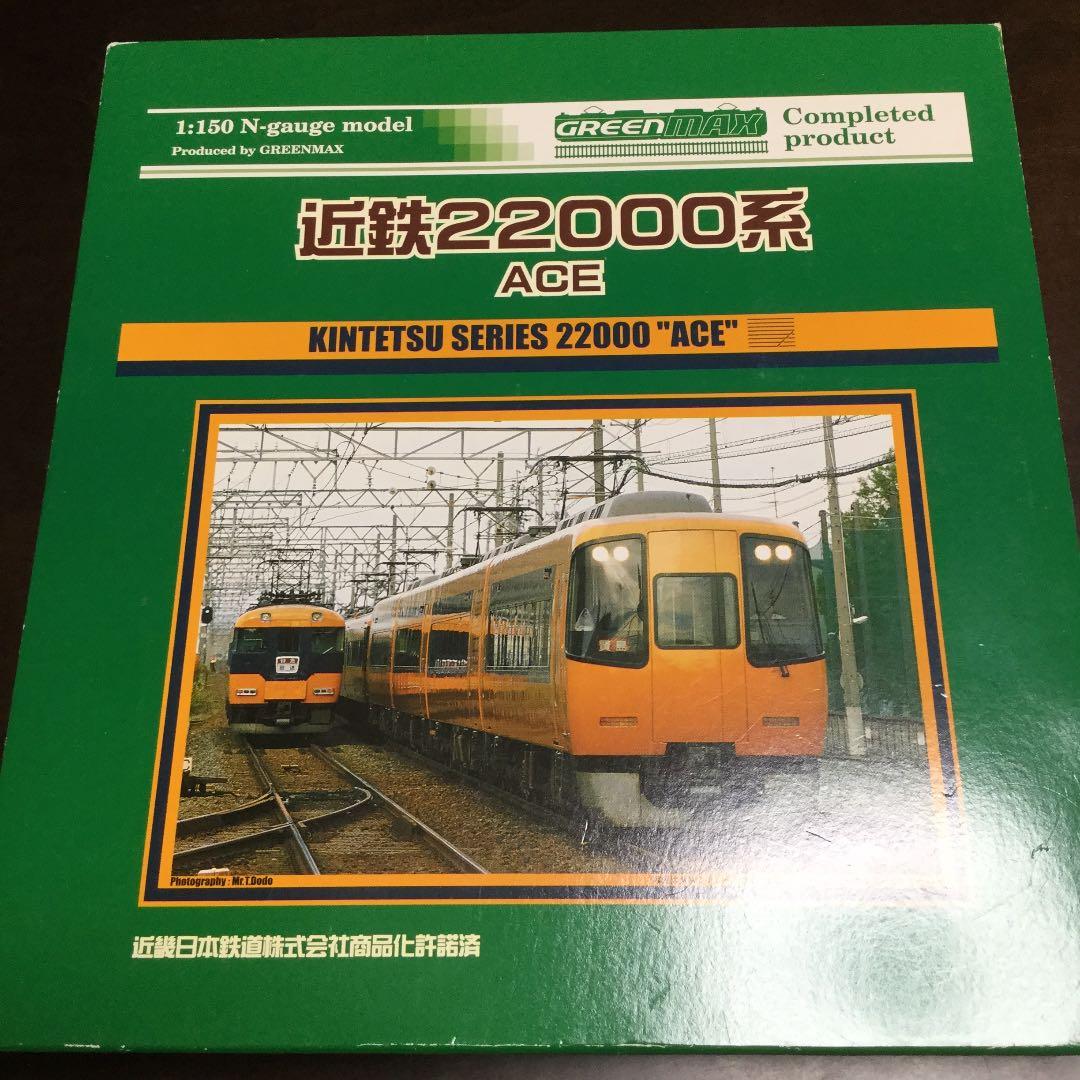 1:150 N-gauge model
Produced by GREENMAX
GREENMAX
Completed
product
近鉄22000系
ACE
KINTETSU SERIES 22000 "ACE"
Photography : Mr.T.Dodo
近畿日本鉄道株式会社商品化許諾済